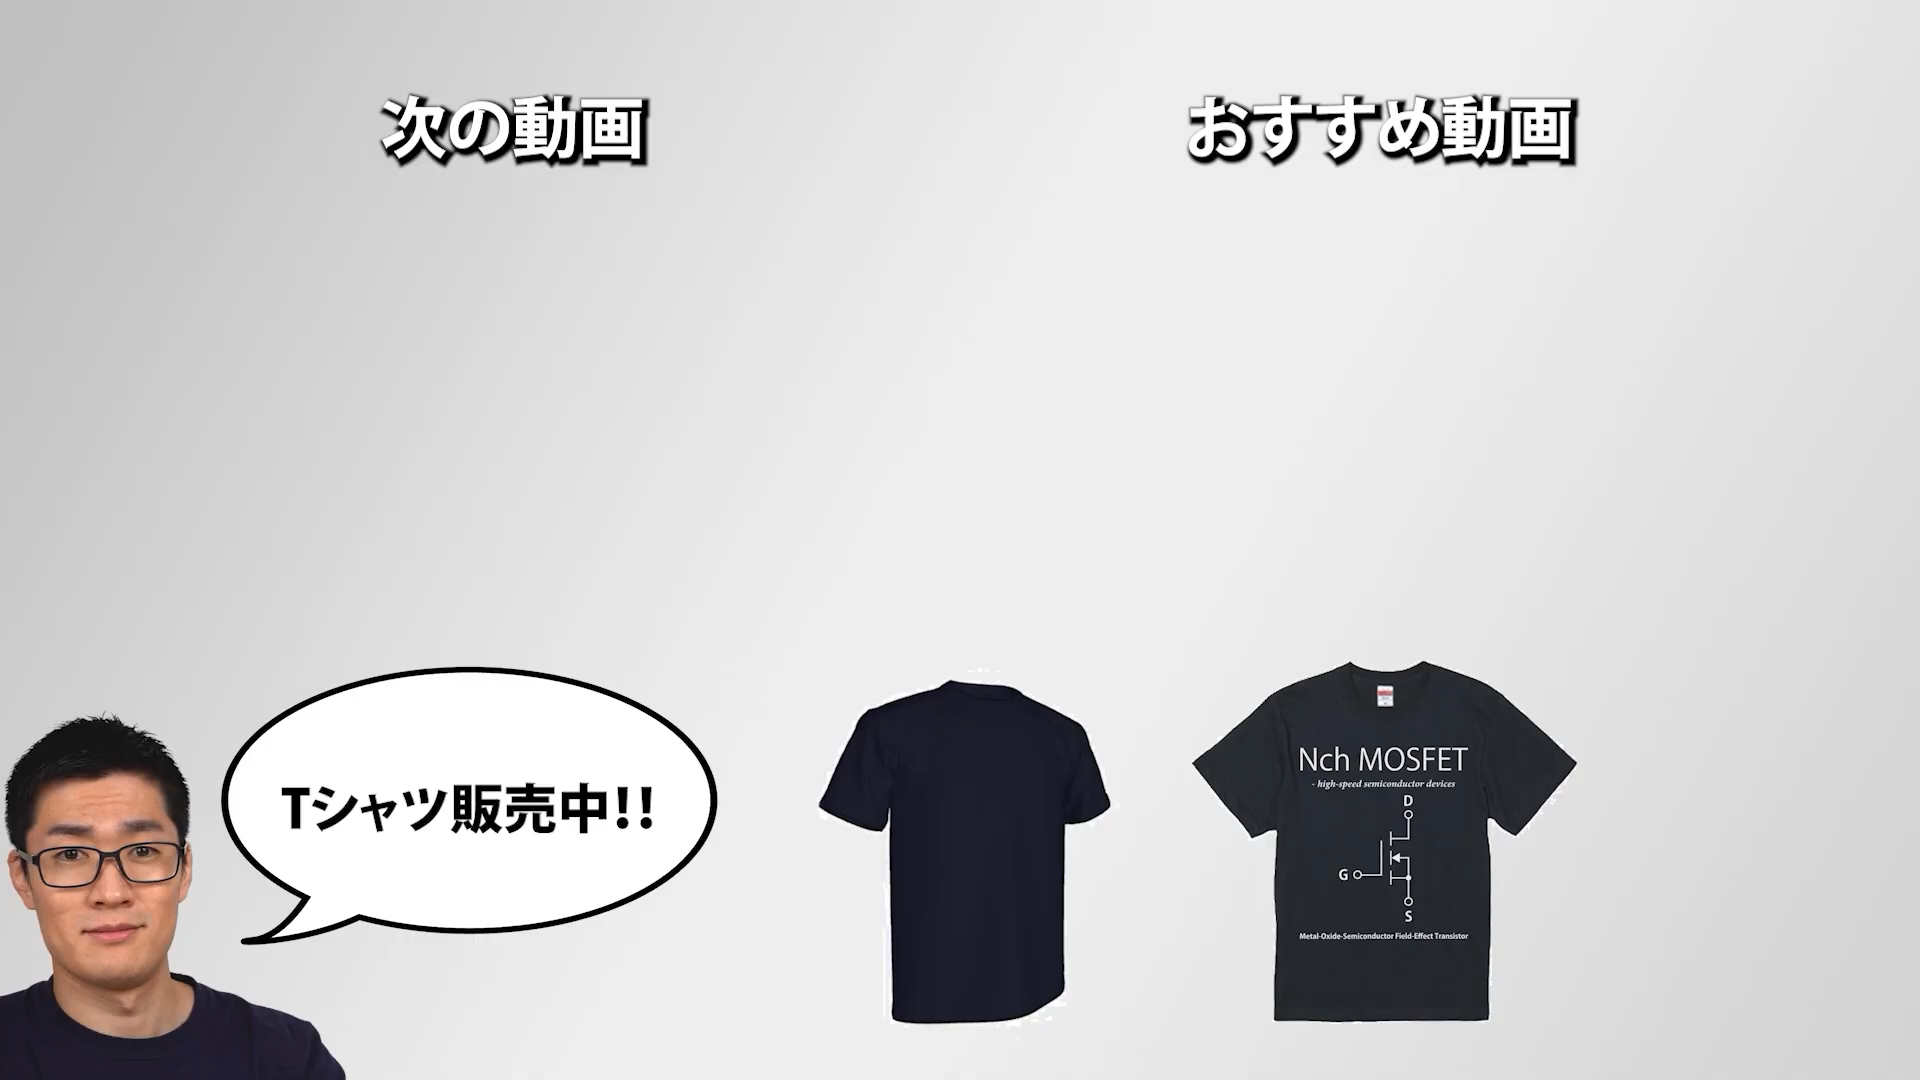 次の動画
おすすめ動画
Tシャツ販売中!!
Nch MOSFET
- high-speed semiconductor devices
D
G
S
Metal-Oxide-Semiconductor Field-Effect Transistor